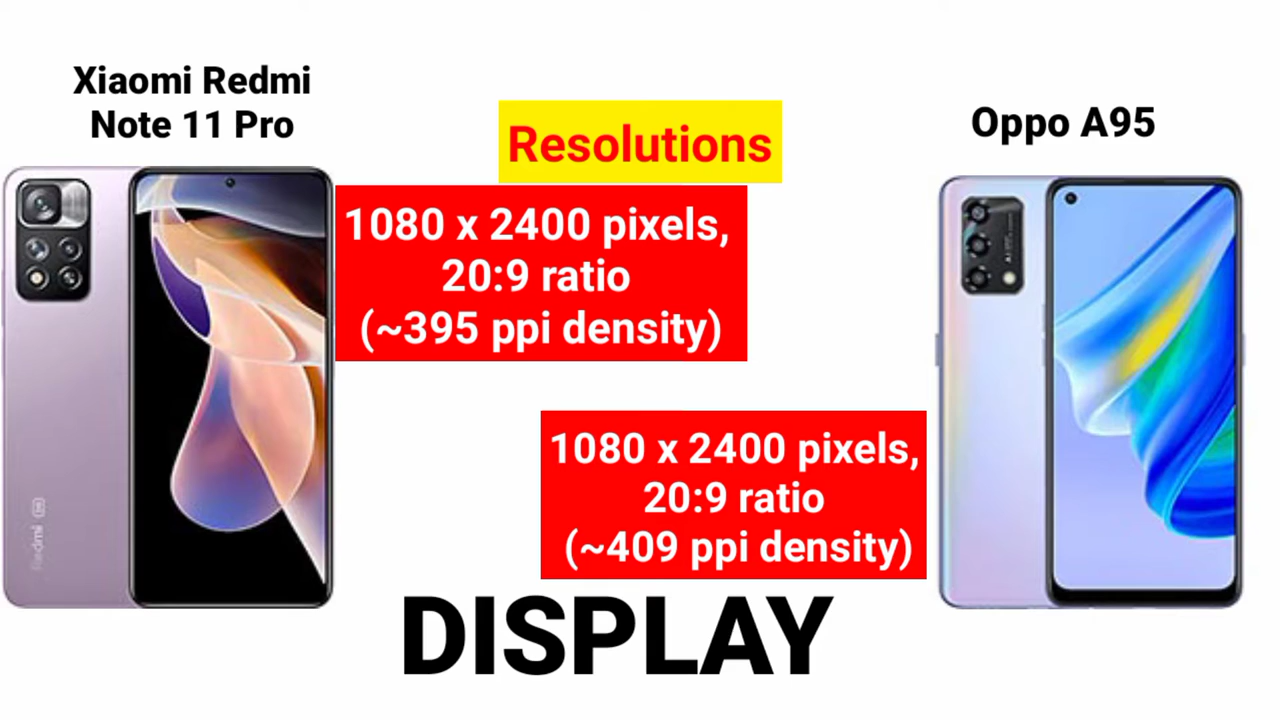 Xiaomi Redmi
Note 11 Pro
Resolutions
Oppo A95
1080 x 2400 pixels,
20:9 ratio
(~395 ppi density)
1080 x 2400 pixels,
20:9 ratio
(~409 ppi density)
Redmi
DISPLAY